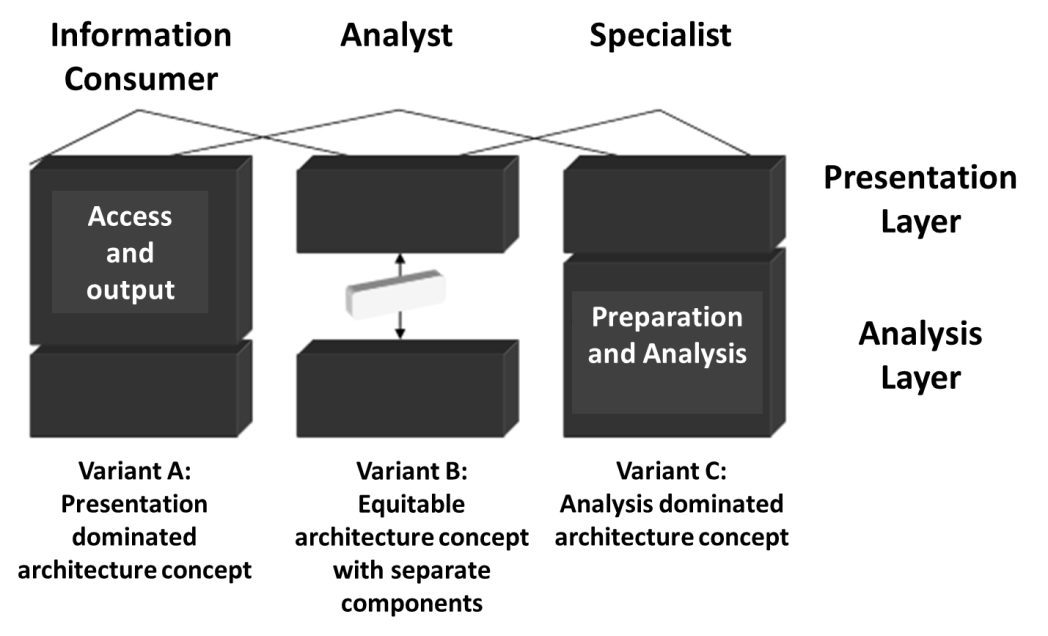 Information
Consumer
Analyst
Specialist
Access
and
output
Preparation
and Analysis
Presentation
Layer
Analysis
Layer
Variant A:
Presentation
dominated
architecture concept
Variant B:
Equitable
architecture concept
with separate
components
Variant C:
Analysis dominated
architecture concept